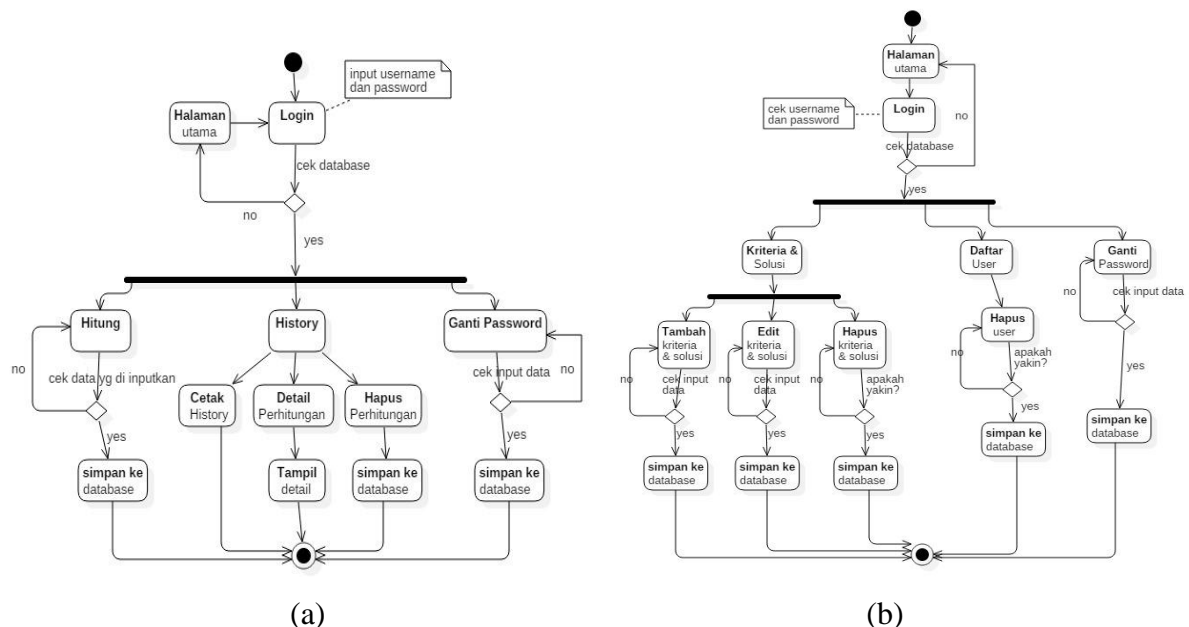 input username
dan password
Halaman
utama
Login
cek database
no
yes
Hitung
History
Ganti Password
no
cek data yg di inputkan
cek input data
no
Cetak
History
Detail
Perhitungan
Hapus
Perhitungan
yes
yes
simpan ke
database
Tampil
detail
simpan ke
database
simpan ke
database
(a)
Halaman
utama
cek username
dan password
Login
no
cek database
yes
Kriteria &
Solusi
Daftar
User
Ganti
Password
no
cek input data
Tambah
kriteria
& solusi
Edit
kriteria
& solusi
Hapus
kriteria
& solusi
Hapus
user
no
cek input
data
no
cek input
data
no
apakah
yakin?
no
apakah
yakin?
yes
yes
yes
yes
yes
simpan ke
database
simpan ke
database
simpan ke
database
simpan ke
database
simpan ke
database
(b)